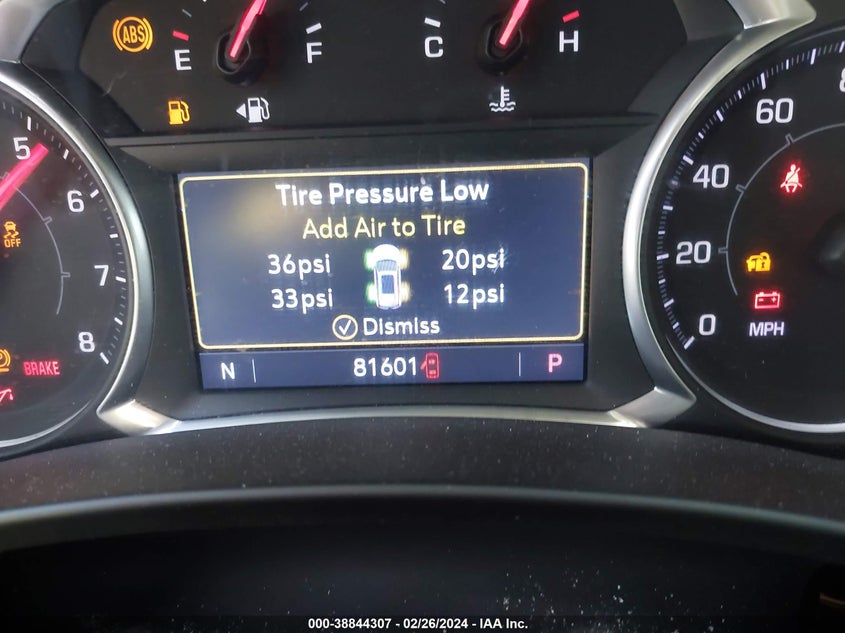 ABS
E F C H
5 6 7 8
OFF
BRAKE
Tire Pressure Low
Add Air to Tire
36psi 20psi
33psi 12psi
Dismiss
N 81601 P
60
40
20
0
MPH
000-38844307 - 02/26/2024 - IAA Inc.